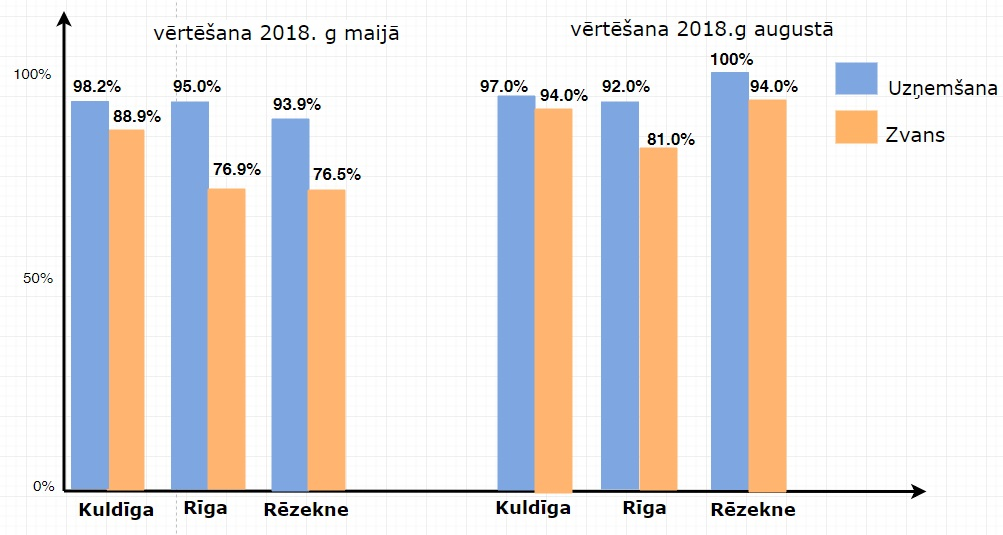 vērtēšana 2018. g maijā
vērtēšana 2018.g augustā
100%
50%
0%
98.2%
88.9%
95.0%
76.9%
93.9%
76.5%
97.0%
94.0%
92.0%
81.0%
100%
94.0%
Uzņemšana
Zvans
Kuldīga
Rīga
Rēzekne
Kuldīga
Rīga
Rēzekne